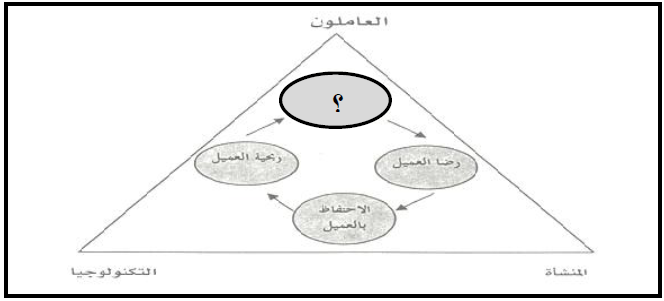 العاملون
؟
ربحية العميل
رضا العميل
الاحتفاظ
بالعميل
التكنولوجيا
المنشأة